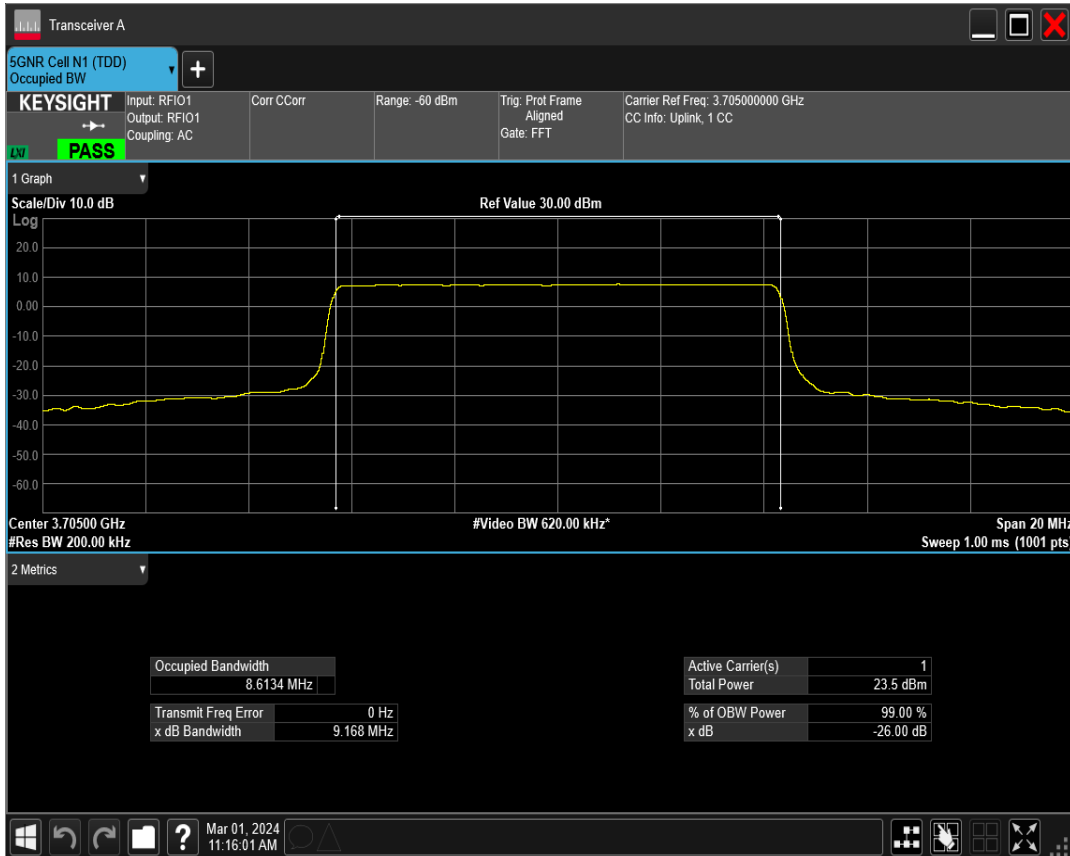 Transceiver A
5GNR Cell N1 (TDD)
Occupied BW
+
KEYSIGHT
LXI
PASS
Input: RFIO1
Output: RFIO1
Coupling: AC
Corr CCorr
Range: -60 dBm
Trig: Prot Frame
Aligned
Gate: FFT
Carrier Ref Freq: 3.705000000 GHz
CC Info: Uplink, 1 CC
1 Graph
Scale/Div 10.0 dB
Ref Value 30.00 dBm
Log
20.0
10.0
0.00
-10.0
-20.0
-30.0
-40.0
-50.0
-60.0
Center 3.70500 GHz
#Video BW 620.00 kHz*
Span 20 MHz
#Res BW 200.00 kHz
Sweep 1.00 ms (1001 pts)
2 Metrics
Occupied Bandwidth
8.6134 MHz
Transmit Freq Error 0 Hz
x dB Bandwidth 9.168 MHz
Active Carrier(s) 1
Total Power 23.5 dBm
% of OBW Power 99.00 %
x dB -26.00 dB
?
Mar 01, 2024
11:16:01 AM